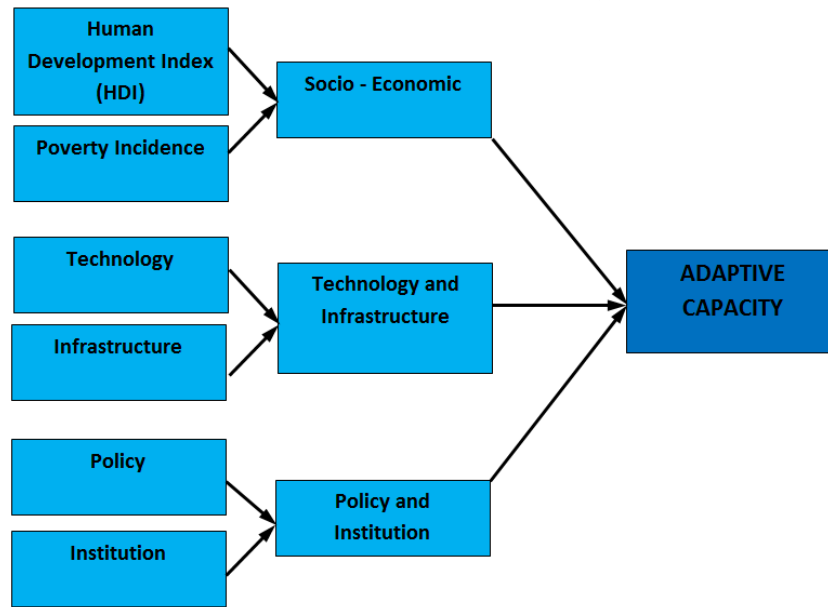 Human
Development Index
(HDI)
Poverty Incidence
Socio - Economic
Technology
Infrastructure
Technology and
Infrastructure
Policy
Institution
Policy and
Institution
ADAPTIVE
CAPACITY